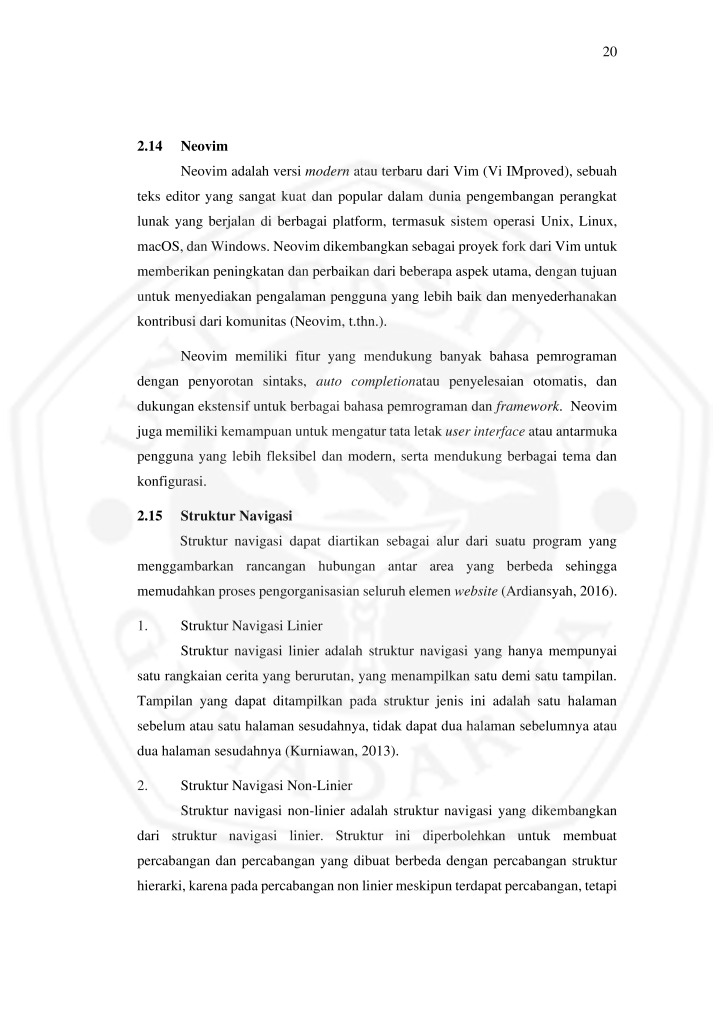 20
2.14 Neovim
Neovim adalah versi modern atau terbaru dari Vim (Vi IMproved), sebuah
teks editor yang sangat kuat dan popular dalam dunia pengembangan perangkat
lunak yang berjalan di berbagai platform, termasuk sistem operasi Unix, Linux,
macOS, dan Windows. Neovim dikembangkan sebagai proyek fork dari Vim untuk
memberikan peningkatan dan perbaikan dari beberapa aspek utama, dengan tujuan
untuk menyediakan pengalaman pengguna yang lebih baik dan menyederhanakan
kontribusi dari komunitas (Neovim, t.thn.).
Neovim memiliki fitur yang mendukung banyak bahasa pemrograman
dengan penyorotan sintaks, auto completionatau penyelesaian otomatis, dan
dukungan ekstensif untuk berbagai bahasa pemrograman dan framework. Neovim
juga memiliki kemampuan untuk mengatur tata letak user interface atau antarmuka
pengguna yang lebih fleksibel dan modern, serta mendukung berbagai tema dan
konfigurasi.
2.15 Struktur Navigasi
Struktur navigasi dapat diartikan sebagai alur dari suatu program yang
menggambarkan rancangan hubungan antar area yang berbeda sehingga
memudahkan proses pengorganisasian seluruh elemen website (Ardiansyah, 2016).
1. Struktur Navigasi Linier
Struktur navigasi linier adalah struktur navigasi yang hanya mempunyai
satu rangkaian cerita yang berurutan, yang menampilkan satu demi satu tampilan.
Tampilan yang dapat ditampilkan pada struktur jenis ini adalah satu halaman
sebelum atau satu halaman sesudahnya, tidak dapat dua halaman sebelumnya atau
dua halaman sesudahnya (Kurniawan, 2013).
2. Struktur Navigasi Non-Linier
Struktur navigasi non-linier adalah struktur navigasi yang dikembangkan
dari struktur navigasi linier. Struktur ini diperbolehkan untuk membuat
percabangan dan percabangan yang dibuat berbeda dengan percabangan struktur
hierarki, karena pada percabangan non linier meskipun terdapat percabangan, tetapi
UNIVERSITAS
GUNADARMA